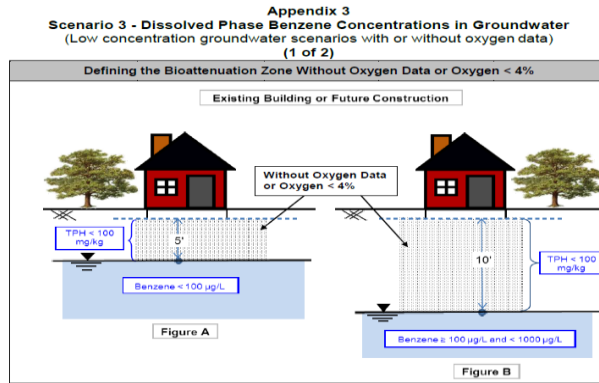 Appendix 3
Scenario 3 - Dissolved Phase Benzene Concentrations in Groundwater
(Low concentration groundwater scenarios with or without oxygen data)
(1 of 2)
Defining the Bioattenuation Zone Without Oxygen Data or Oxygen < 4%
Existing Building or Future Construction
Without Oxygen Data
or Oxygen < 4%
TPH < 100
mg/kg
5'
Benzene < 100 µg/L
Figure A
10'
TPH < 100
mg/kg
Benzene ≥ 100 µg/L and < 1000 µg/L
Figure B